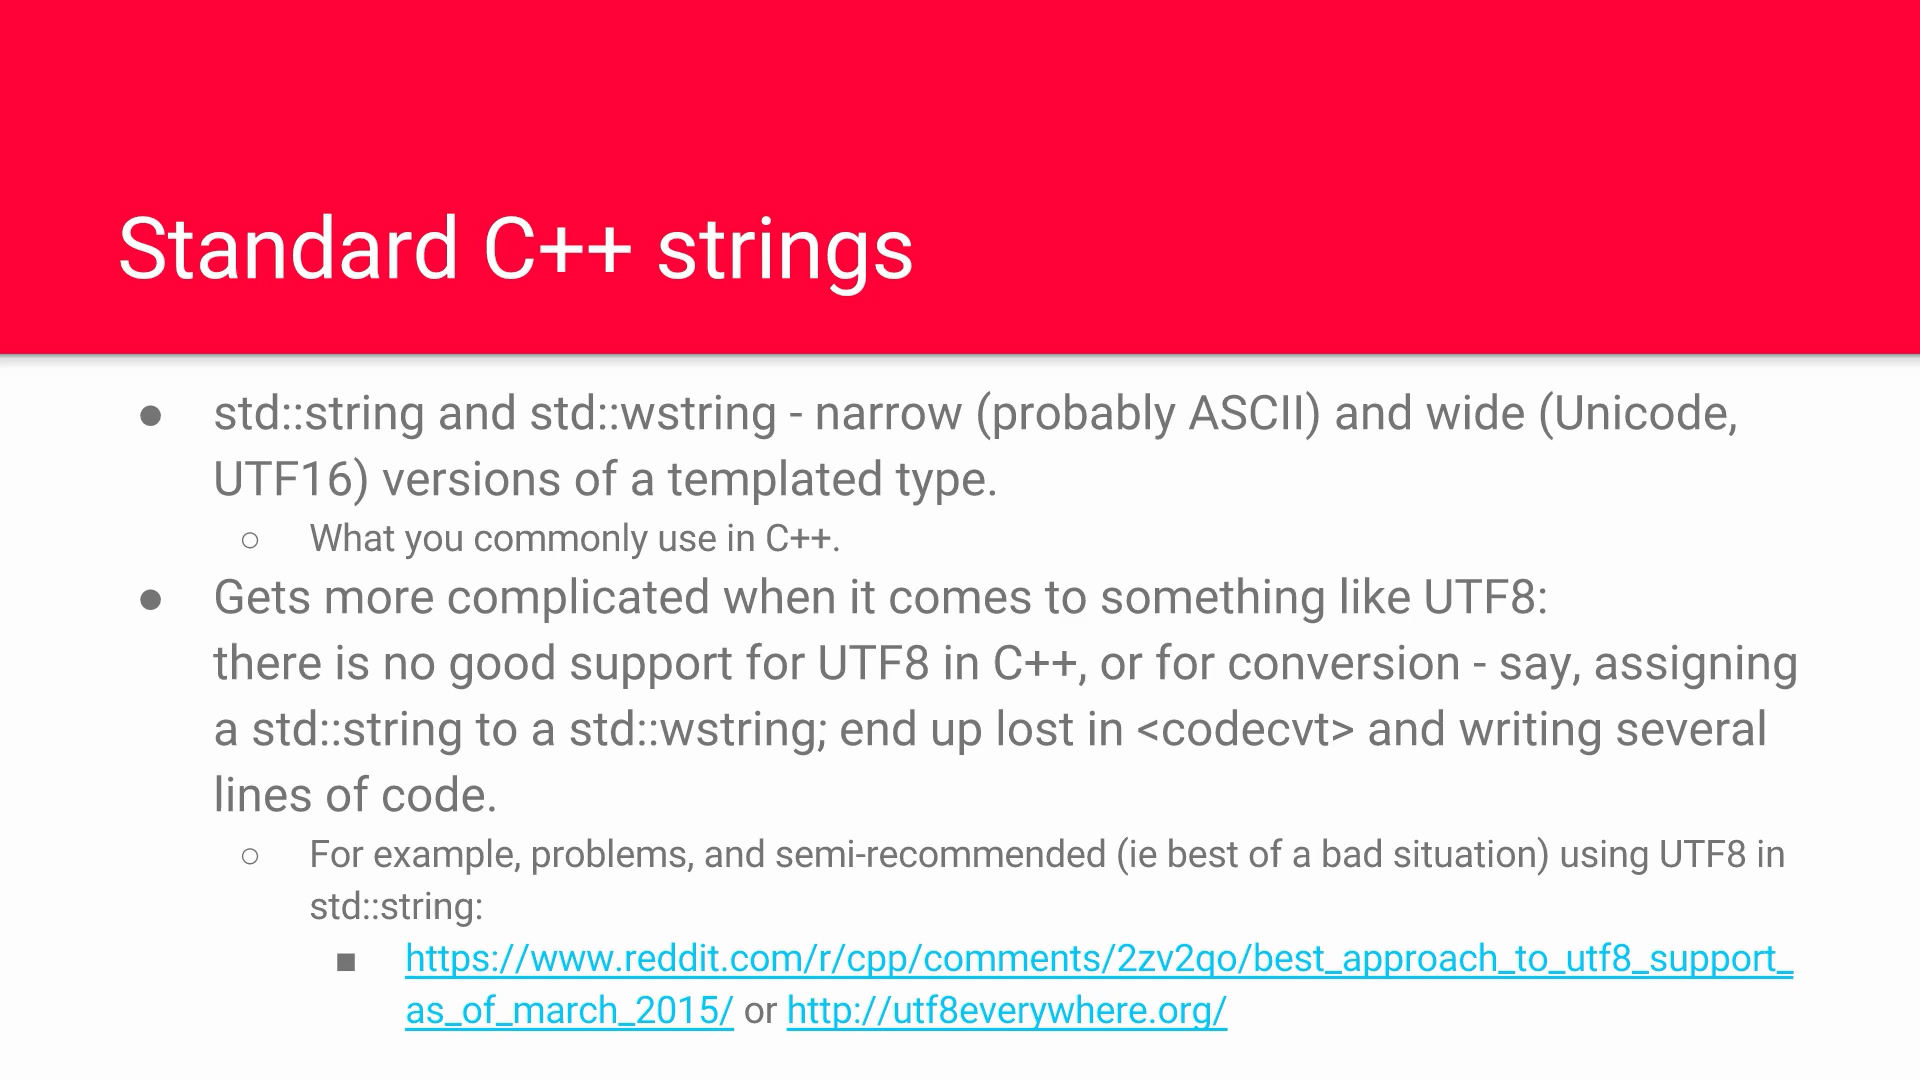 Standard C++ strings
● std::string and std::wstring - narrow (probably ASCII) and wide (Unicode,
UTF16) versions of a templated type.
○ What you commonly use in C++.
● Gets more complicated when it comes to something like UTF8:
there is no good support for UTF8 in C++, or for conversion - say, assigning
a std::string to a std::wstring; end up lost in <codecvt> and writing several
lines of code.
○ For example, problems, and semi-recommended (ie best of a bad situation) using UTF8 in
std::string:
■ https://www.reddit.com/r/cpp/comments/2zv2qo/best_approach_to_utf8_support_
as_of_march_2015/ or http://utf8everywhere.org/